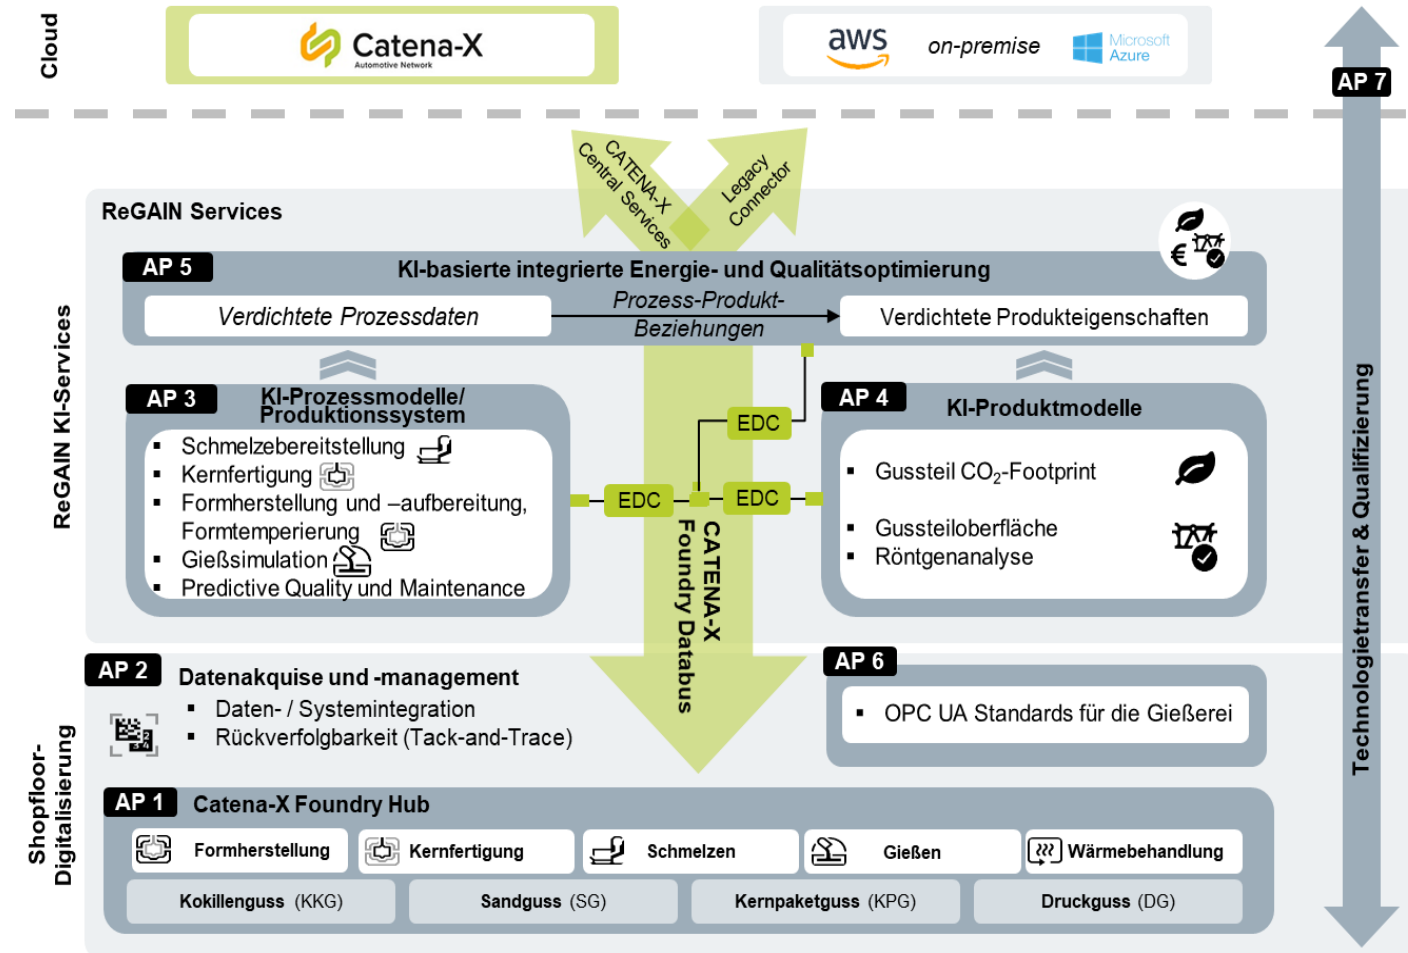 Cloud
Catena-X
Automotive Network
aws
on-premise
Microsoft
Azure
AP 7
CATENA-X
Central Services
Legacy
Connector
ReGAIN Services
ReGAIN KI-Services
AP 5
KI-basierte integrierte Energie- und Qualitätsoptimierung
€
Verdichtete Prozessdaten
Prozess-Produkt-
Beziehungen
Verdichtete Produkteigenschaften
AP 3
KI-Prozessmodelle/
Produktionssystem
▪ Schmelzebereitstellung
▪ Kernfertigung
▪ Formherstellung und –aufbereitung,
Formtemperierung
▪ Gießsimulation
▪ Predictive Quality und Maintenance
EDC
EDC
EDC
CATENA-X
Foundry Databus
AP 4
KI-Produktmodelle
▪ Gussteil CO₂-Footprint
▪ Gussteiloberfläche
▪ Röntgenanalyse
Technologietransfer & Qualifizierung
Shopfloor-
Digitalisierung
AP 2
Datenakquise und -management
▪ Daten- / Systemintegration
▪ Rückverfolgbarkeit (Tack-and-Trace)
AP 6
▪ OPC UA Standards für die Gießerei
AP 1
Catena-X Foundry Hub
Formherstellung
Kernfertigung
Schmelzen
Gießen
Wärmebehandlung
Kokillenguss (KKG)
Sandguss (SG)
Kernpaketguss (KPG)
Druckguss (DG)